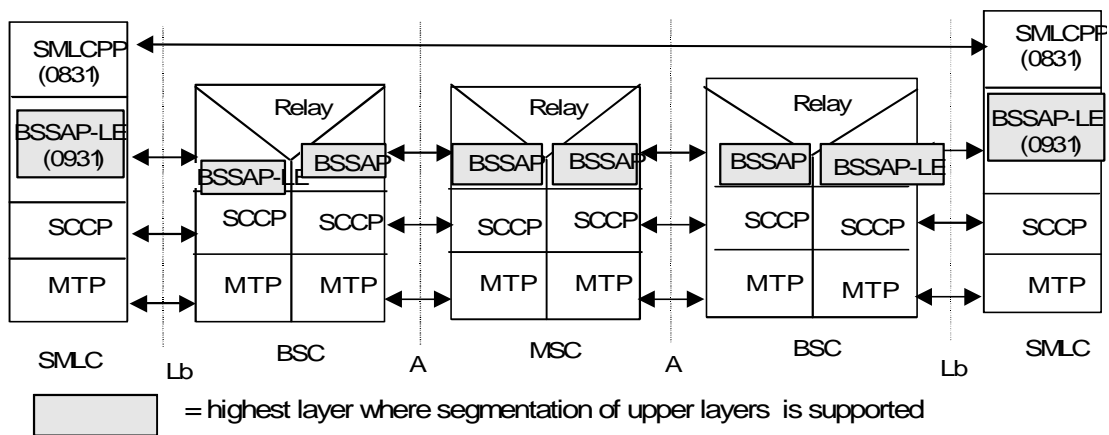 SMLCPP
(0831)
SMLCPP
(0831)
Relay
Relay
Relay
BSSAP-LE
(0931)
BSSAP-LE
BSSAP
BSSAP
BSSAP
BSSAP
BSSAP-LE
BSSAP-LE
(0931)
SCCP
SCCP
SCCP
SCCP
SCCP
SCCP
SCCP
SCCP
MTP
MTP
MTP
MTP
MTP
MTP
MTP
MTP
SMLC
Lb
BSC
A
MSC
A
BSC
Lb
SMLC
= highest layer where segmentation of upper layers is supported